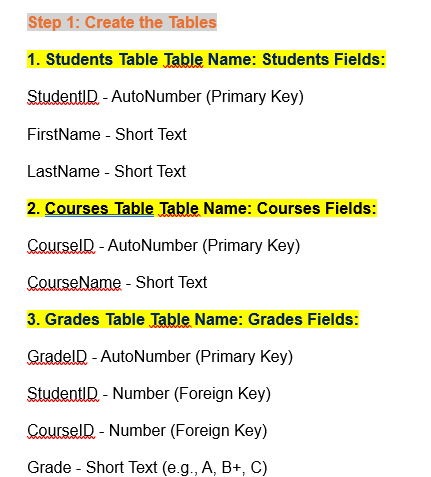 Step 1: Create the Tables
1. Students Table Table Name: Students Fields:
StudentID - AutoNumber (Primary Key)
FirstName - Short Text
LastName - Short Text
2. Courses Table Table Name: Courses Fields:
CourseID - AutoNumber (Primary Key)
CourseName - Short Text
3. Grades Table Table Name: Grades Fields:
GradeID - AutoNumber (Primary Key)
StudentID - Number (Foreign Key)
CourseID - Number (Foreign Key)
Grade - Short Text (e.g., A, B+, C)